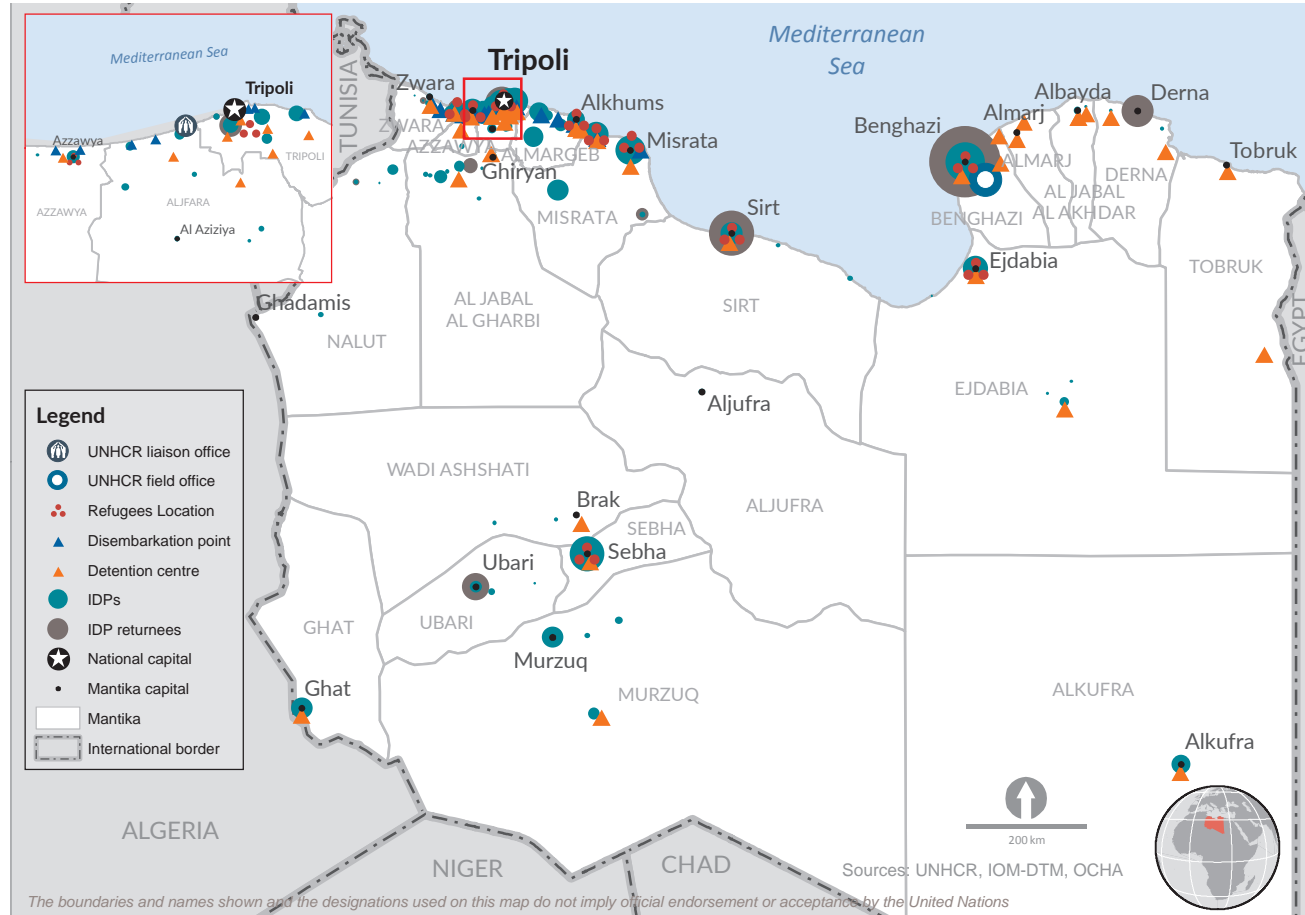 Mediterranean Sea
Tripoli
Azzawya
TRIPOLI
AZZAWYA
ALJFARA
Al Aziziya
Mediterranean
Sea
Tripoli
Zwara
TUNISIA
ZWARA
AZZAWYA
ALMARGEB
Alkhums
Misrata
Ghiryan
MISRATA
Sirt
Benghazi
Almarj
Albayda
Derna
Tobruk
ALMARJ
DERNA
AL JABAL
AL AKHDAR
BENGHAZI
Ejdabia
TOBRUK
EGYPT
Ghadamis
NALUT
AL JABAL
AL GHARBI
SIRT
EJDABIA
Aljufra
WADI ASHSHATI
Brak
SEBHA
ALJUFRA
Sebha
Ubari
UBARI
GHAT
Murzuq
Ghat
MURZUQ
ALKUFRA
Alkufra
Legend
UNHCR liaison office
UNHCR field office
Refugees Location
Disembarkation point
Detention centre
IDPs
IDP returnees
National capital
Mantika capital
Mantika
International border
ALGERIA
NIGER
CHAD
200 km
Sources: UNHCR, IOM-DTM, OCHA
The boundaries and names shown and the designations used on this map do not imply official endorsement or acceptance by the United Nations